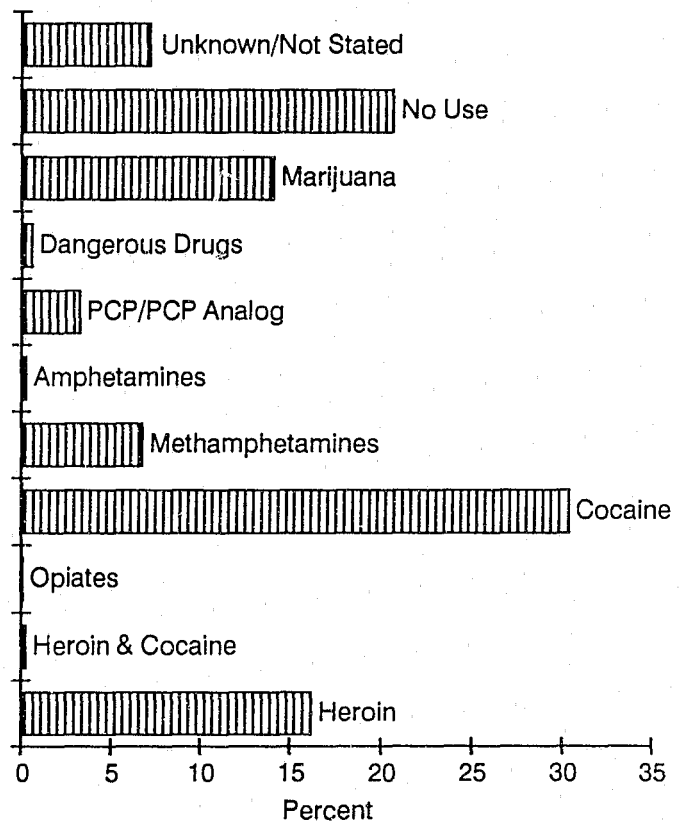 Unknown/Not Stated
No Use
Marijuana
Dangerous Drugs
PCP/PCP Analog
Amphetamines
Methamphetamines
Cocaine
Opiates
Heroin & Cocaine
Heroin
0 5 10 15 20 25 30 35
Percent